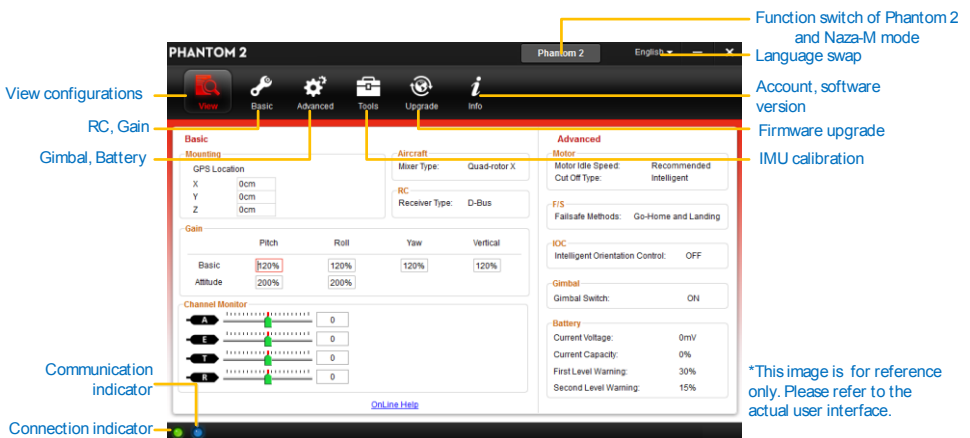 Function switch of Phantom 2
and Naza-M mode
Language swap
Account, software
version
Firmware upgrade
IMU calibration
View configurations
RC, Gain
Gimbal, Battery
PHANTOM 2
Phantom 2
English
View
Basic
Advanced
Tools
Upgrade
Info
Basic
Mounting
GPS Location
X 0cm
Y 0cm
Z 0cm
Aircraft
Mixer Type: Quad-rotor X
RC
Receiver Type: D-Bus
Gain
Pitch Roll Yaw Vertical
Basic 120% 120% 120% 120%
Attitude 200% 200%
Channel Monitor
A 0
E 0
T 0
R 0
OnLine Help
Advanced
Motor
Motor Idle Speed: Recommended
Cut Off Type: Intelligent
F/S
Failsafe Methods: Go-Home and Landing
IOC
Intelligent Orientation Control: OFF
Gimbal
Gimbal Switch: ON
Battery
Current Voltage: 0mV
Current Capacity: 0%
First Level Warning: 30%
Second Level Warning: 15%
Communication
indicator
Connection indicator
*This image is for reference
only. Please refer to the
actual user interface.